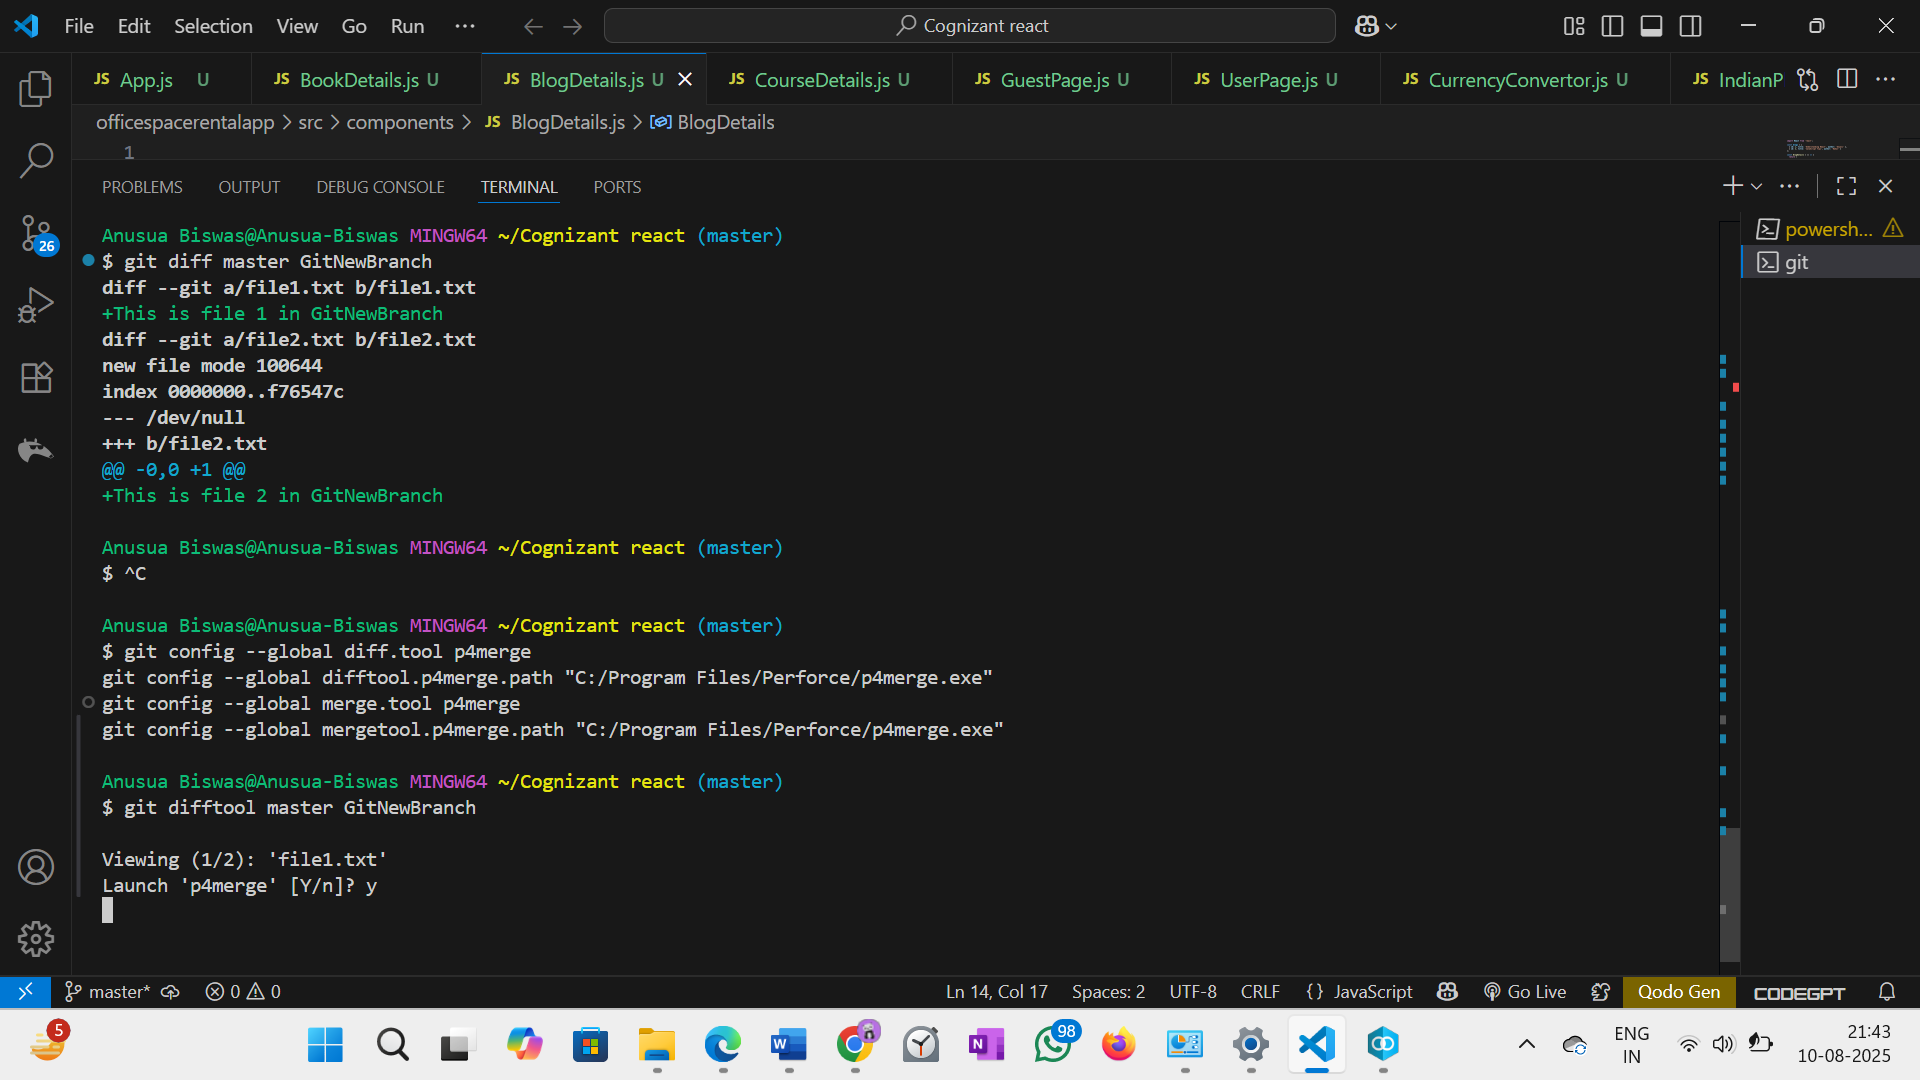 File Edit Selection View Go Run ··· Cognizant react
JS App.js U JS BookDetails.js U JS BlogDetails.js U JS CourseDetails.js U JS GuestPage.js U JS UserPage.js U JS CurrencyConvertor.js U JS IndianP
officespacerentalapp > src > components > JS BlogDetails.js > BlogDetails
1
PROBLEMS OUTPUT DEBUG CONSOLE TERMINAL PORTS
powersh...
git
26
Anusua Biswas@Anusua-Biswas MINGW64 ~/Cognizant react (master)
$ git diff master GitNewBranch
diff --git a/file1.txt b/file1.txt
+This is file 1 in GitNewBranch
diff --git a/file2.txt b/file2.txt
new file mode 100644
index 0000000..f76547c
--- /dev/null
+++ b/file2.txt
@@ -0,0 +1 @@
+This is file 2 in GitNewBranch
Anusua Biswas@Anusua-Biswas MINGW64 ~/Cognizant react (master)
$ ^C
Anusua Biswas@Anusua-Biswas MINGW64 ~/Cognizant react (master)
$ git config --global diff.tool p4merge
git config --global difftool.p4merge.path "C:/Program Files/Perforce/p4merge.exe"
git config --global merge.tool p4merge
git config --global mergetool.p4merge.path "C:/Program Files/Perforce/p4merge.exe"
Anusua Biswas@Anusua-Biswas MINGW64 ~/Cognizant react (master)
$ git difftool master GitNewBranch
Viewing (1/2): 'file1.txt'
Launch 'p4merge' [Y/n]? y
master* 0 0 Ln 14, Col 17 Spaces: 2 UTF-8 CRLF {} JavaScript Go Live Qodo Gen CODEGPT
5 98 ENG 21:43
IN 10-08-2025